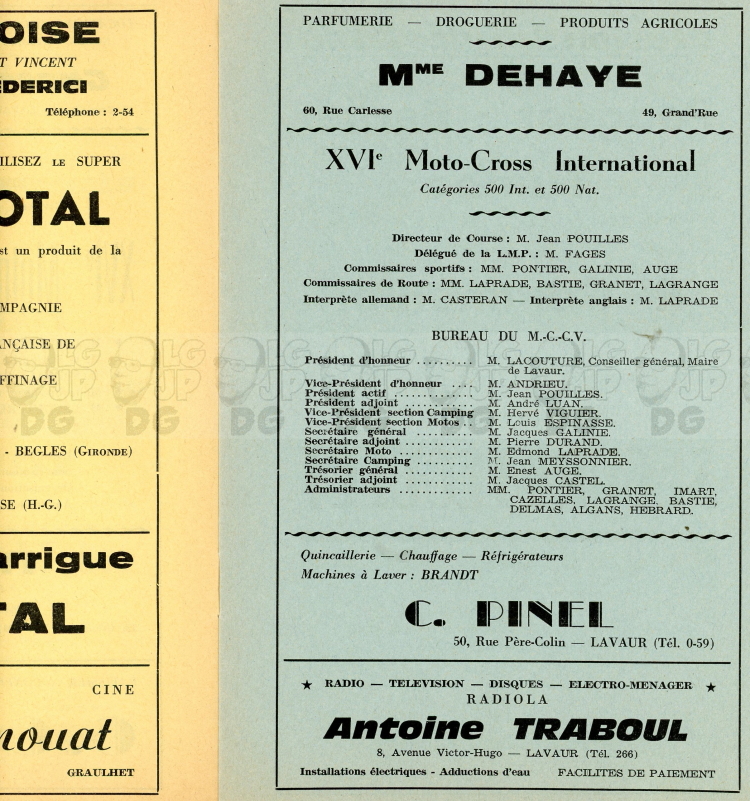 OISE
T VINCENT
DERICI
Téléphone : 2-54
ILISEZ LE SUPER
OTAL
st un produit de la
MPAGNIE
ANÇAISE DE
FFINAGE
- BEGLES (GIRONDE)
SE (H.-G.)
arrigue
TAL
CINE
nouat
GRAULHET
PARFUMERIE — DROGUERIE — PRODUITS AGRICOLES
MME DEHAYE
60, Rue Carlesse 49, Grand'Rue
XVIe Moto-Cross International
Catégories 500 Int. et 500 Nat.
Directeur de Course : M. Jean POUILLES
Délégué de la L.M.P. : M. FAGES
Commissaires sportifs : MM. PONTIER, GALINIE, AUGE
Commissaires de Route : MM. LAPRADE, BASTIE, GRANET, LAGRANGE
Interprète allemand : M. CASTERAN — Interprète anglais : M. LAPRADE
BUREAU DU M.-C.-C.V.
Président d'honneur .......... M. LACOUTURE, Conseiller général, Maire
de Lavaur.
Vice-Président d'honneur .... M. ANDRIEU.
Président actif ............... M. Jean POUILLES.
Président adjoint ............ M. André LUAN.
Vice-Président section Camping M. Hervé VIGUIER.
Vice-Président section Motos .. M. Louis ESPINASSE.
Secrétaire général ........... M. Jacques GALINIE.
Secrétaire adjoint ............ M. Pierre DURAND.
Secrétaire Moto .............. M. Edmond LAPRADE.
Secrétaire Camping .......... M. Jean MEYSSONNIER.
Trésorier général ............. M. Enest AUGE.
Trésorier adjoint ............. M. Jacques CASTEL.
Administrateurs ............. MM. PONTIER, GRANET, IMART,
CAZELLES, LAGRANGE, BASTIE,
DELMAS, ALGANS, HEBRARD.
Quincaillerie — Chauffage — Réfrigérateurs
Machines à Laver : BRANDT
C. PINEL
50, Rue Père-Colin — LAVAUR (Tél. 0-59)
★ RADIO — TELEVISION — DISQUES — ELECTRO-MENAGER ★
RADIOLA
Antoine TRABOUL
8, Avenue Victor-Hugo — LAVAUR (Tél. 266)
Installations électriques - Adductions d'eau FACILITES DE PAIEMENT
LG JP DG